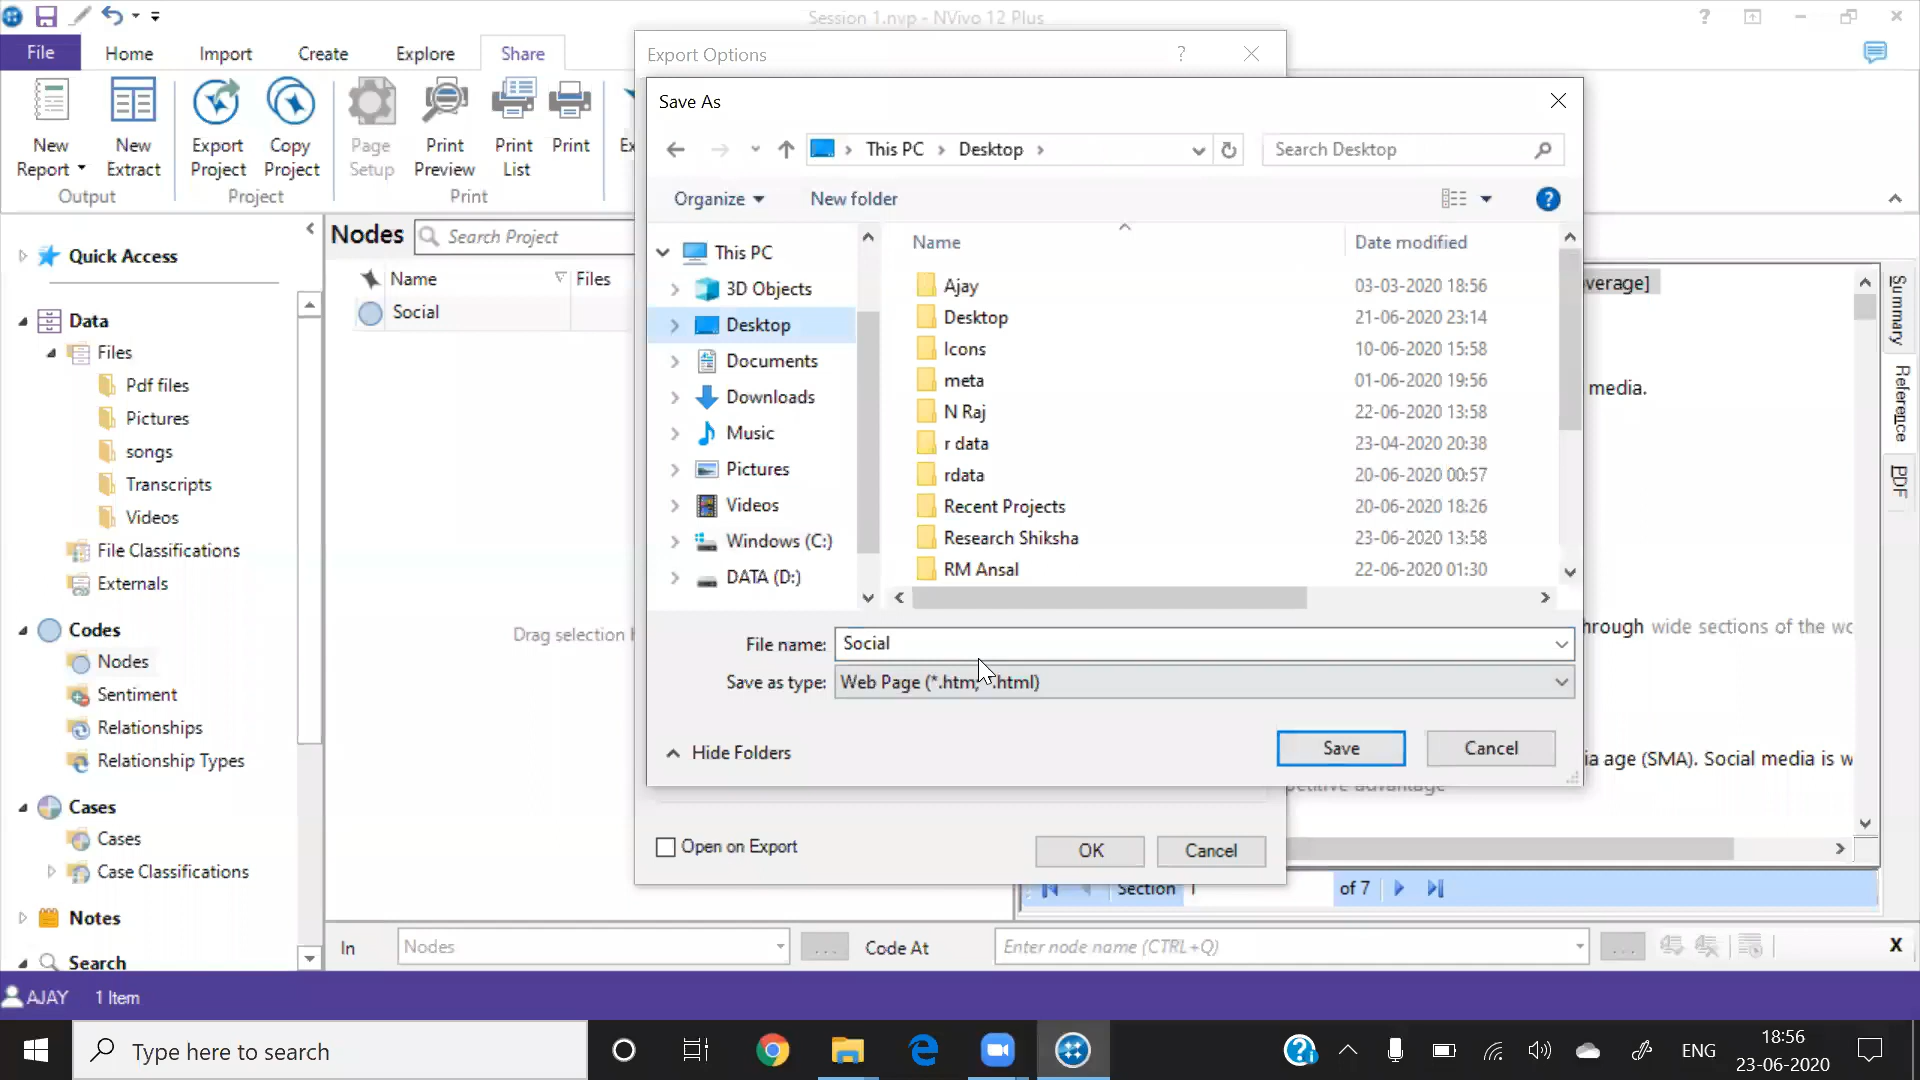 Session 1.nvp - NVivo 12 Plus
File
Home
Import
Create
Explore
Share
New Report
New Extract
Output
Export Project
Copy Project
Project
Page Setup
Print Preview
Print List
Print
Print
Export Options
Save As
This PC
Desktop
Search Desktop
Organize
New folder
Quick Access
Data
Files
Pdf files
Pictures
songs
Transcripts
Videos
File Classifications
Externals
Codes
Nodes
Sentiment
Relationships
Relationship Types
Cases
Cases
Case Classifications
Notes
Search
Nodes
Search Project
Name
Files
Social
Drag selection
This PC
3D Objects
Desktop
Documents
Downloads
Music
Pictures
Videos
Windows (C:)
DATA (D:)
Name
Date modified
Ajay
03-03-2020 18:56
Desktop
21-06-2020 23:14
Icons
10-06-2020 15:58
meta
01-06-2020 19:56
N Raj
22-06-2020 13:58
r data
23-04-2020 20:38
rdata
20-06-2020 00:57
Recent Projects
20-06-2020 18:26
Research Shiksha
23-06-2020 13:58
RM Ansal
22-06-2020 01:30
File name:
Social
Save as type:
Web Page (*.htm; *.html)
Hide Folders
Save
Cancel
Open on Export
OK
Cancel
verage]
media.
hrough wide sections of the wo
ia age (SMA). Social media is w
petitive advantage
Summary
Reference
PDF
Section
1
of 7
In
Nodes
...
Code At
Enter node name (CTRL+Q)
...
X
AJAY
1 Item
Type here to search
ENG
18:56
23-06-2020